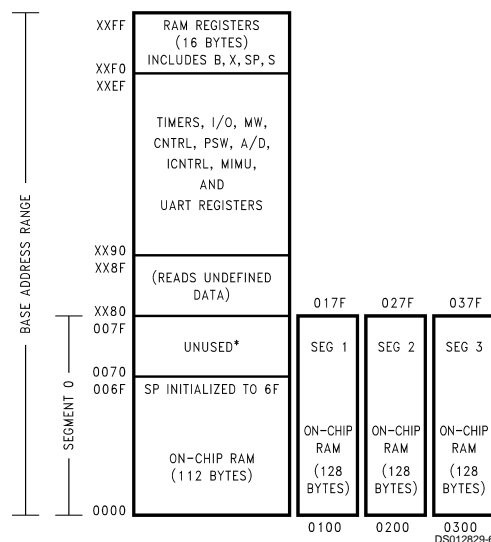 XXFF
RAM REGISTERS
(16 BYTES)
INCLUDES B, X, SP, S
XXF0
XXEF
TIMERS, I/O, MW,
CNTRL, PSW, A/D,
ICNTRL, MIMU,
AND
UART REGISTERS
BASE ADDRESS RANGE
XX90
XX8F
(READS UNDEFINED
DATA)
XX80
007F
UNUSED*
0070
006F
SP INITIALIZED TO 6F
SEGMENT 0
ON-CHIP RAM
(112 BYTES)
0000
017F
SEG 1
ON-CHIP
RAM
(128
BYTES)
0100
027F
SEG 2
ON-CHIP
RAM
(128
BYTES)
0200
037F
SEG 3
ON-CHIP
RAM
(128
BYTES)
0300
DS012829-6